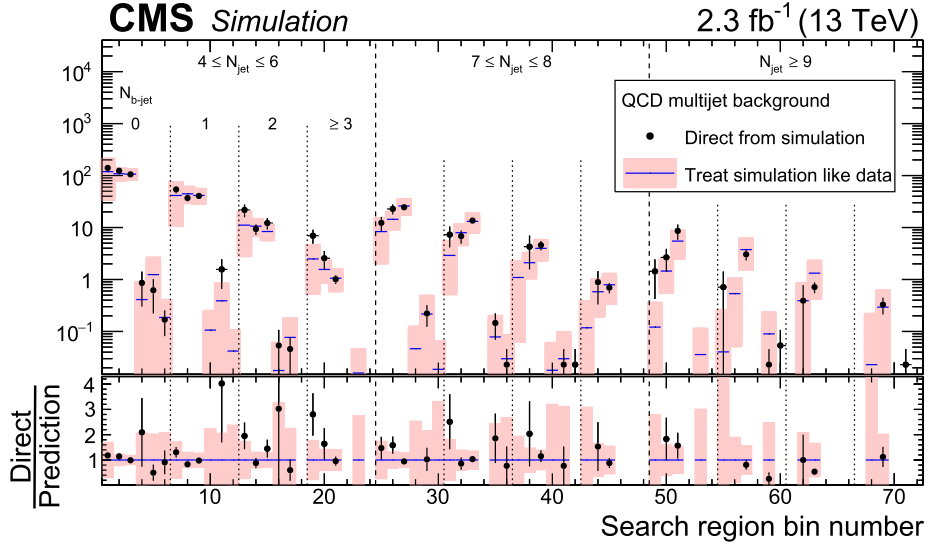 CMS Simulation 2.3 fb⁻¹ (13 TeV)
4 ≤ N_jet ≤ 6 7 ≤ N_jet ≤ 8 N_jet ≥ 9
N_b-jet
0 1 2 ≥ 3
QCD multijet background
Direct from simulation
Treat simulation like data
10⁴
10³
10²
10
1
10⁻¹
Direct
Prediction
4
3
2
1
10 20 30 40 50 60 70
Search region bin number